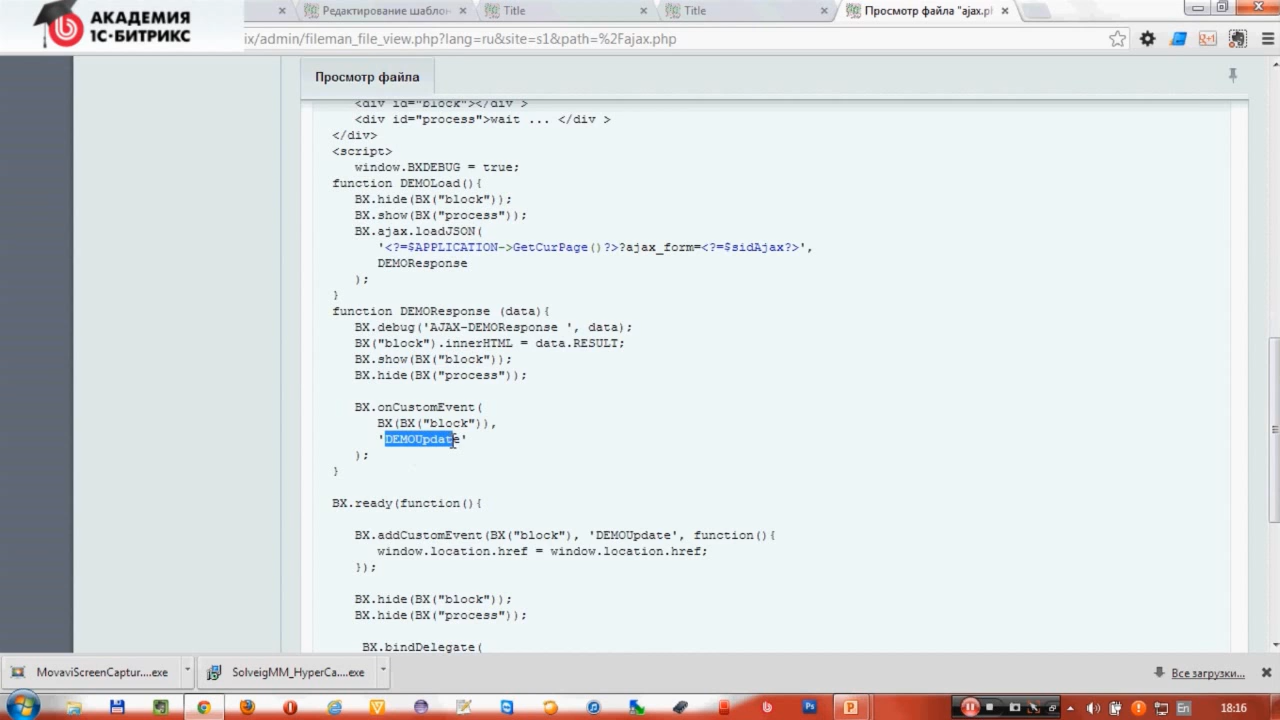 АКАДЕМИЯ
1С-БИТРИКС
Редактирование шаблон
Title
Title
Просмотр файла "ajax.ph
ix/admin/fileman_file_view.php?lang=ru&site=s1&path=%2Fajax.php
Просмотр файла
<div id="block"></div >
<div id="process">wait ... </div >
</div>
<script>
window.BXDEBUG = true;
function DEMOLoad(){
BX.hide(BX("block"));
BX.show(BX("process"));
BX.ajax.loadJSON(
'<?=$APPLICATION->GetCurPage()?>?ajax_form=<?=$sidAjax?>',
DEMOResponse
);
}
function DEMOResponse (data){
BX.debug('AJAX-DEMOResponse ', data);
BX("block").innerHTML = data.RESULT;
BX.show(BX("block"));
BX.hide(BX("process"));
BX.onCustomEvent(
BX(BX("block")),
'DEMOUpdate'
);
}
BX.ready(function(){
BX.addCustomEvent(BX("block"), 'DEMOUpdate', function(){
window.location.href = window.location.href;
});
BX.hide(BX("block"));
BX.hide(BX("process"));
BX.bindDelegate(
MovaviScreenCaptur....exe
SolveigMM_HyperCa....exe
Все загрузки...
En
18:16